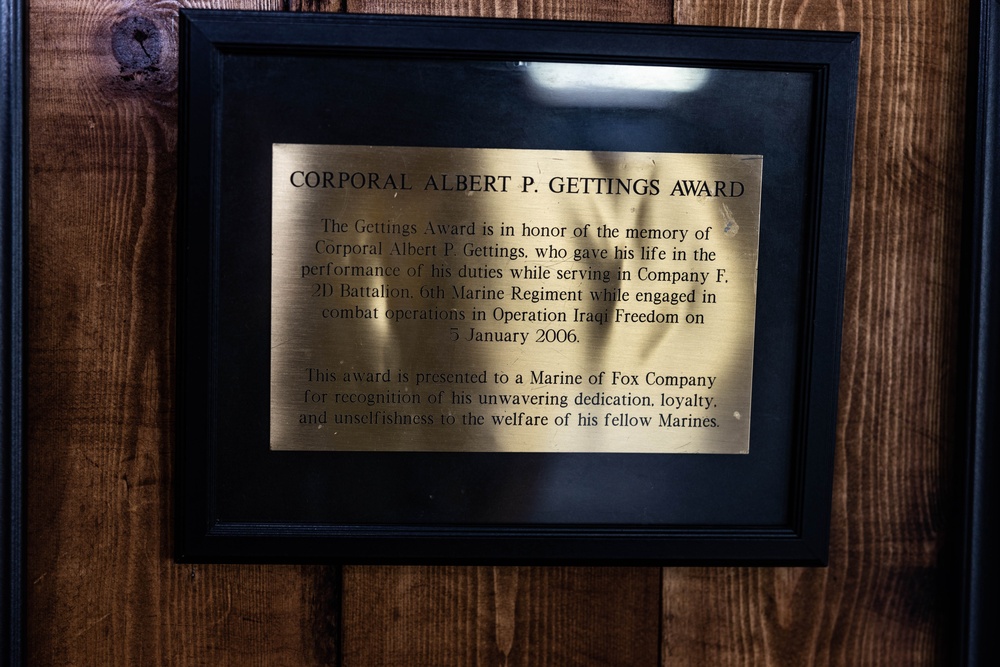 CORPORAL ALBERT P. GETTINGS AWARD
The Gettings Award is in honor of the memory of
Corporal Albert P. Gettings, who gave his life in the
performance of his duties while serving in Company F,
2D Battalion, 6th Marine Regiment while engaged in
combat operations in Operation Iraqi Freedom on
5 January 2006.
This award is presented to a Marine of Fox Company
for recognition of his unwavering dedication, loyalty,
and unselfishness to the welfare of his fellow Marines.